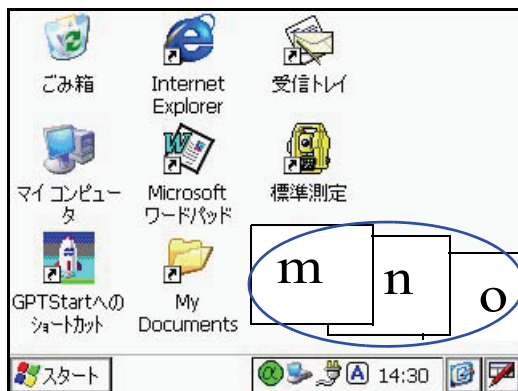 ごみ箱
Internet
Explorer
受信トレイ
マイ コンピュー
タ
Microsoft
ワードパッド
標準測定
GPTStartへの
ショートカット
My
Documents
m
n
o
スタート
A
14:30